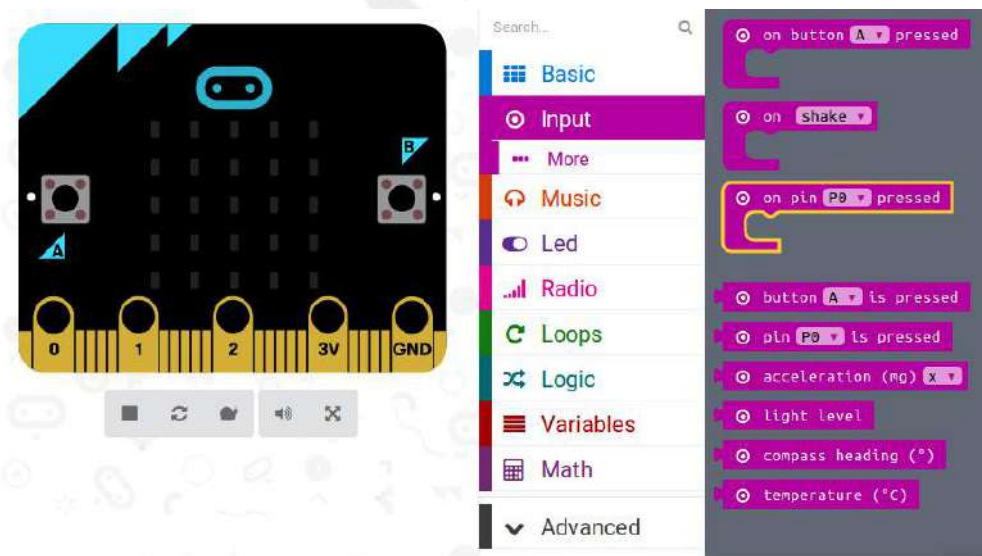 B
A
0 1 2 3V GND
Search...
Basic
Input
More
Music
Led
Radio
Loops
Logic
Variables
Math
Advanced
on button A pressed
on shake
on pin P0 pressed
button A is pressed
pin P0 is pressed
acceleration (mg) x
light level
compass heading (°)
temperature (°C)